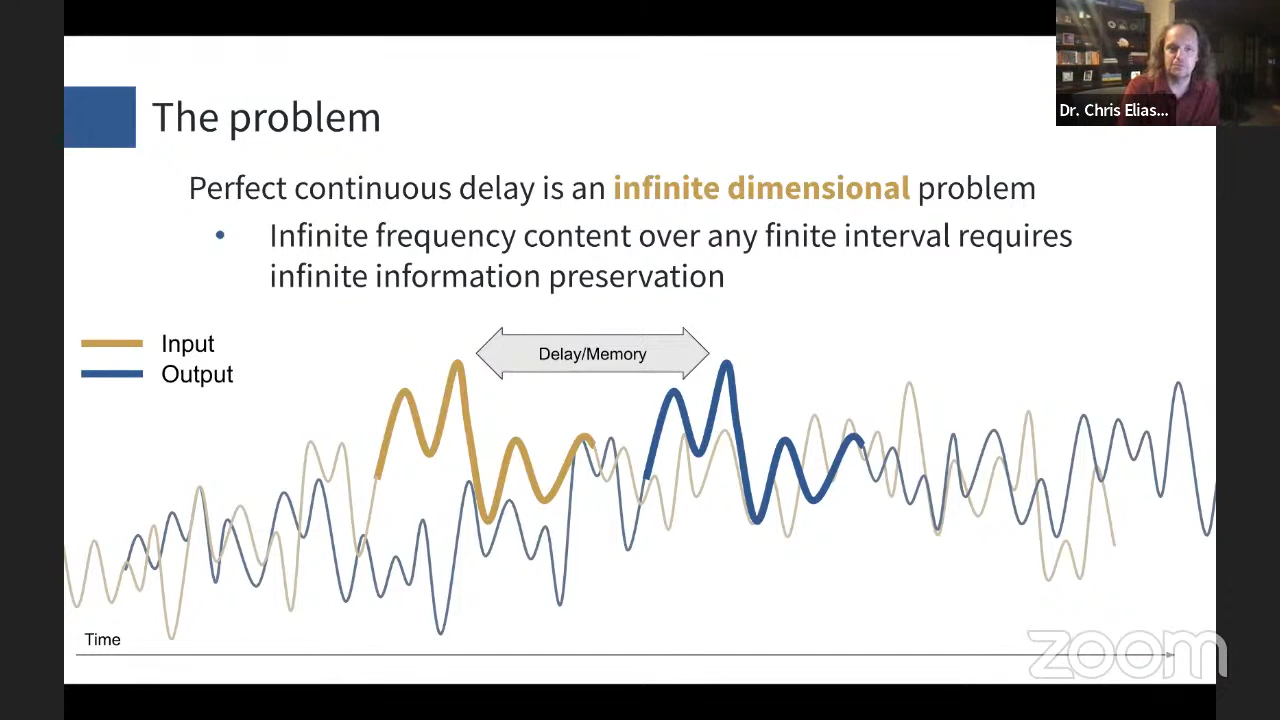 Dr. Chris Elias...
The problem
Perfect continuous delay is an infinite dimensional problem
• Infinite frequency content over any finite interval requires
infinite information preservation
Input
Output
Delay/Memory
Time
zoom